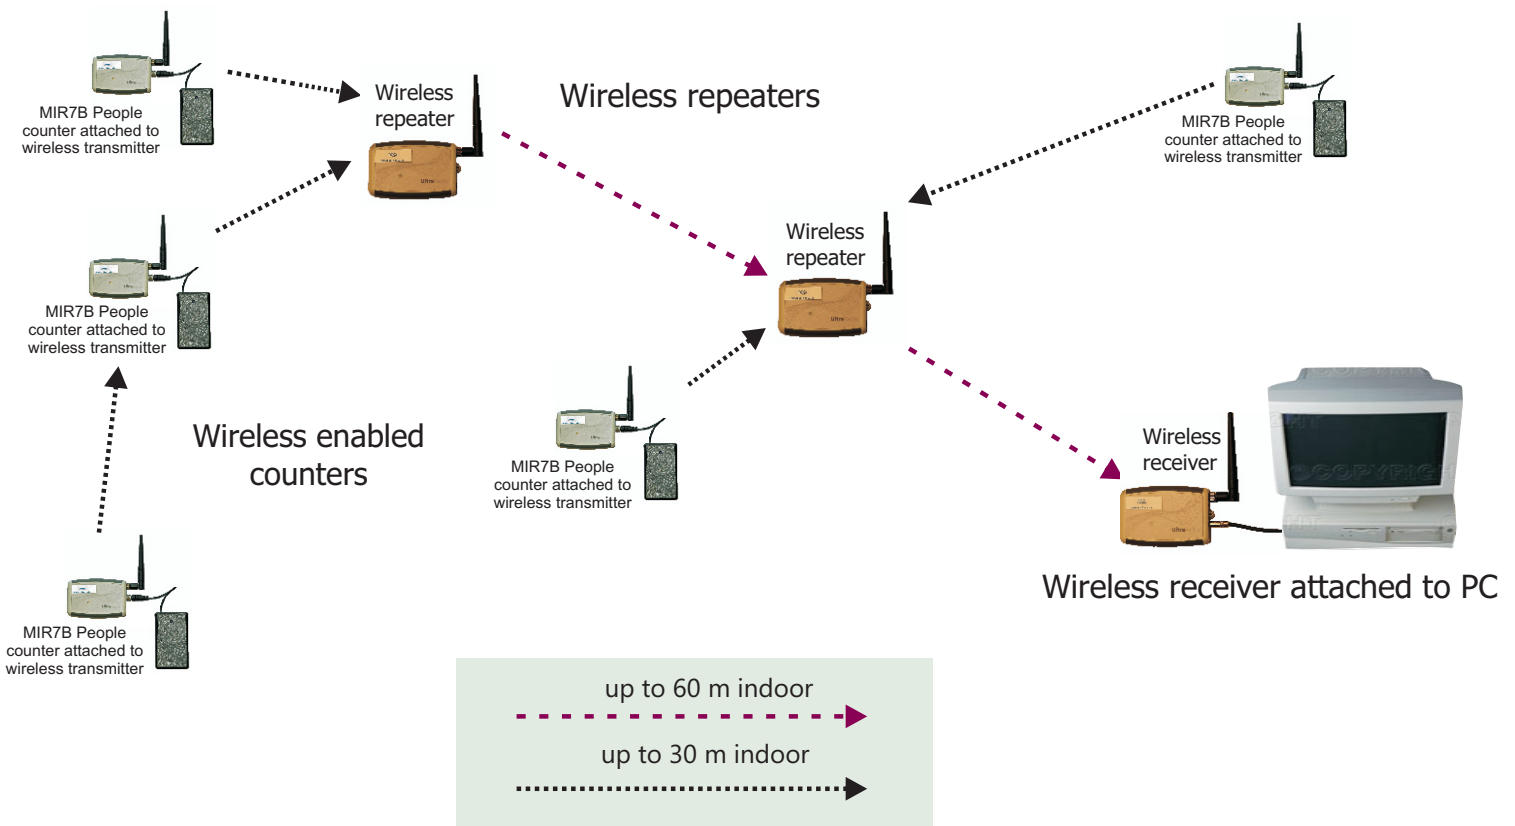 MIR7B People
counter attached to
wireless transmitter
Wireless
repeater
Wireless repeaters
MIR7B People
counter attached to
wireless transmitter
MIR7B People
counter attached to
wireless transmitter
Wireless
repeater
Wireless enabled
counters
MIR7B People
counter attached to
wireless transmitter
Wireless
receiver
Wireless receiver attached to PC
MIR7B People
counter attached to
wireless transmitter
up to 60 m indoor
up to 30 m indoor